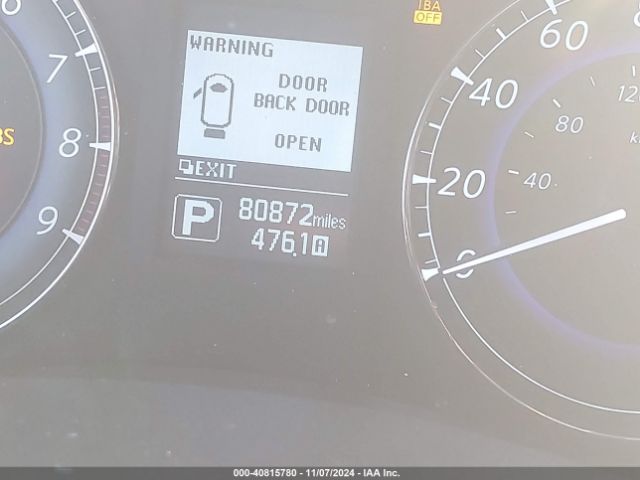 IBA
OFF
WARNING
DOOR
BACK DOOR
OPEN
EXIT
P
80872miles
476.1 A
7
8
9
0
20
40
60
40
80
000-40815780 - 11/07/2024 - IAA Inc.